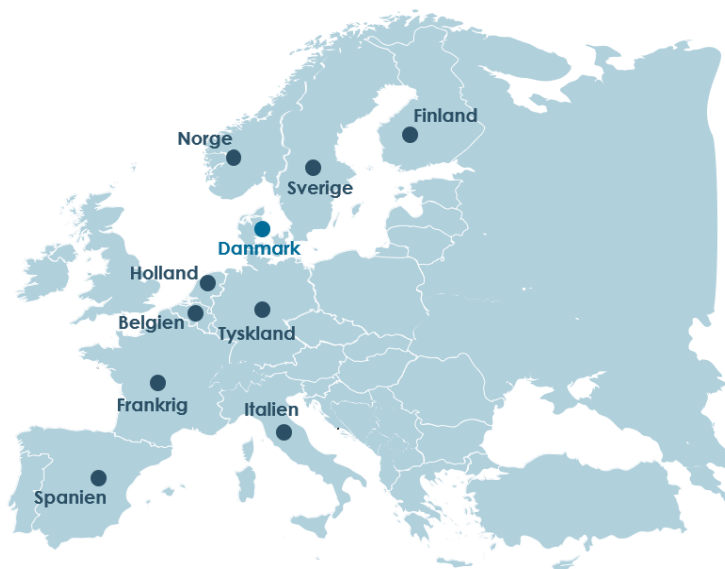 Finland
Norge
Sverige
Danmark
Holland
Belgien
Tyskland
Frankrig
Italien
Spanien